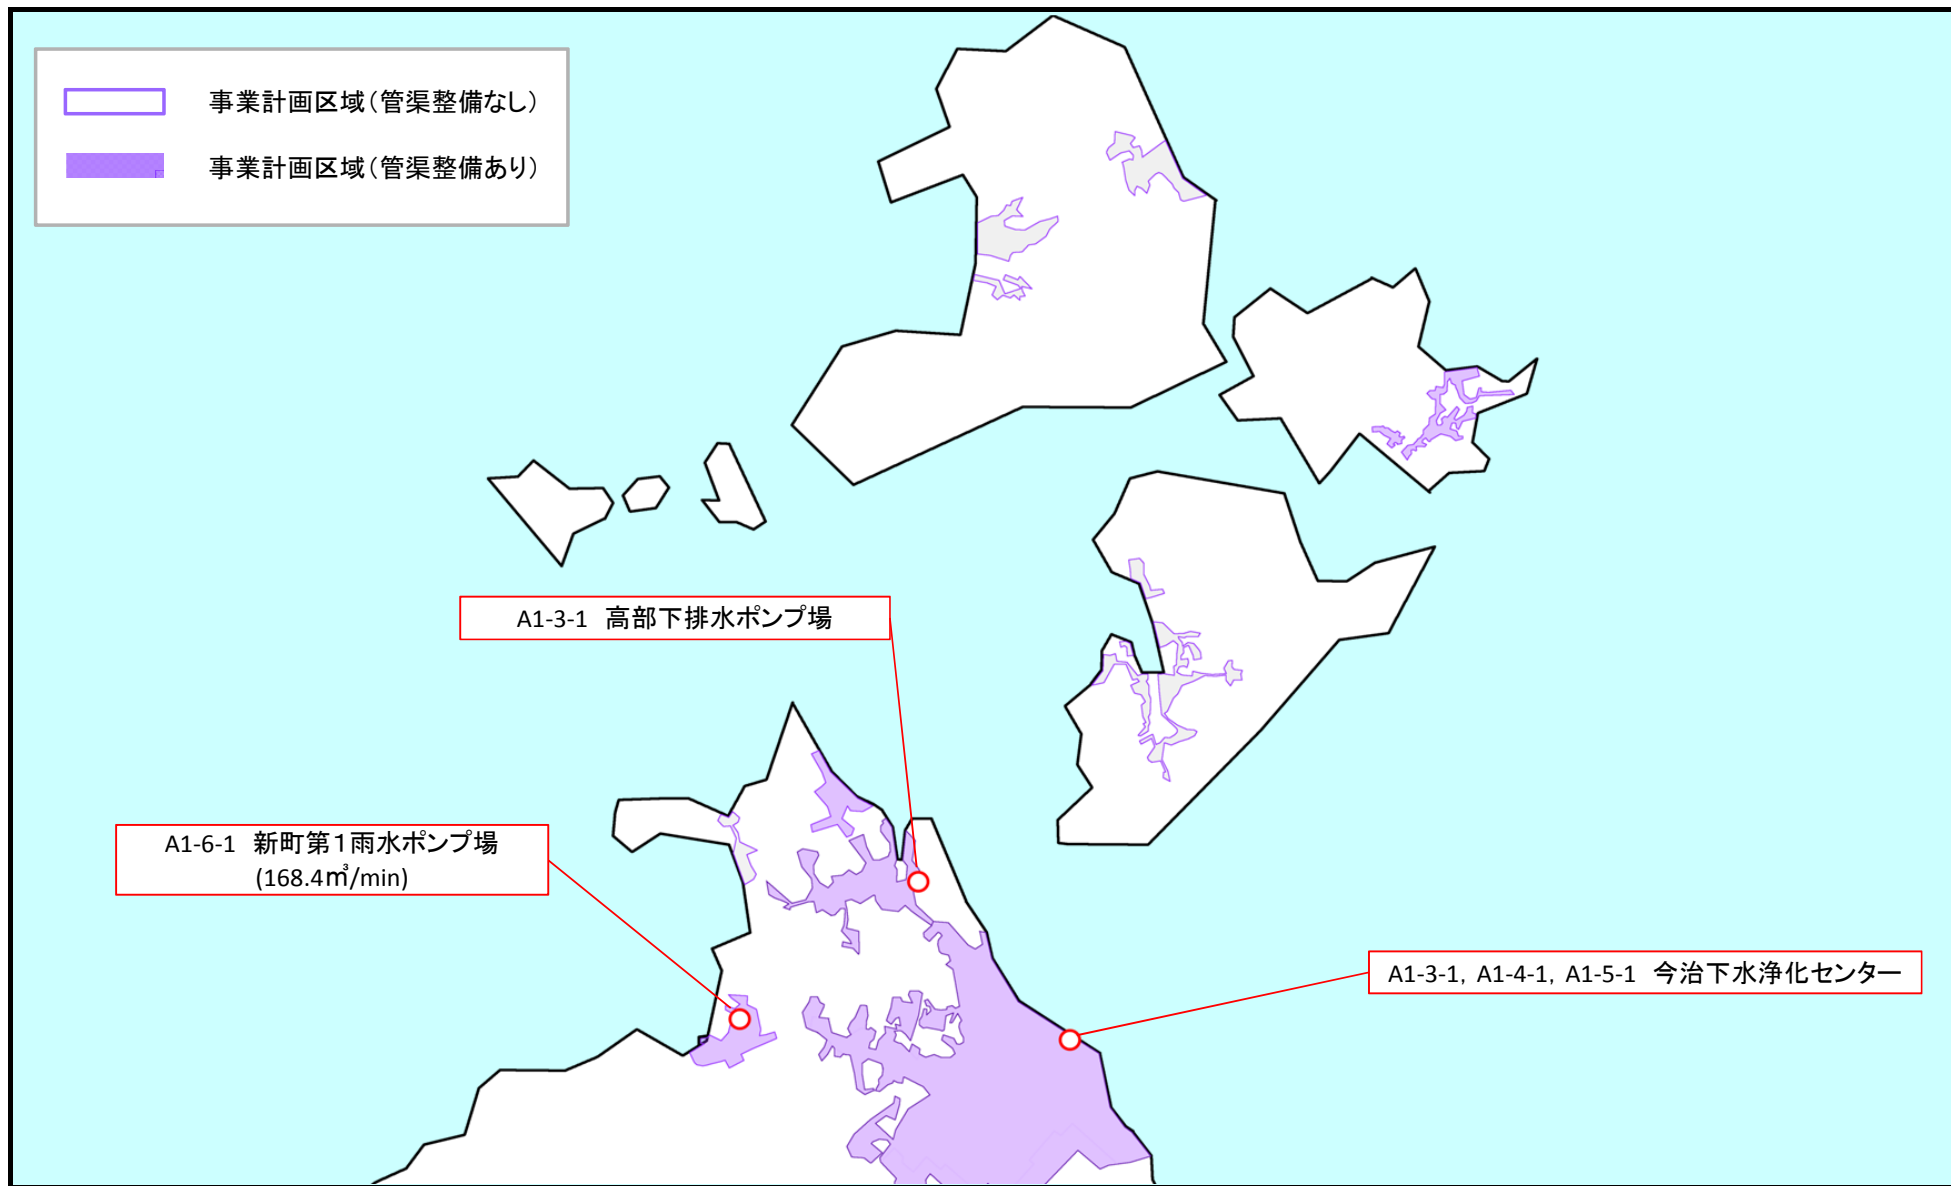 事業計画区域(管渠整備なし)
事業計画区域(管渠整備あり)
A1-3-1 高部下排水ポンプ場
A1-6-1 新町第1雨水ポンプ場
(168.4㎥/min)
A1-3-1, A1-4-1, A1-5-1 今治下水浄化センター